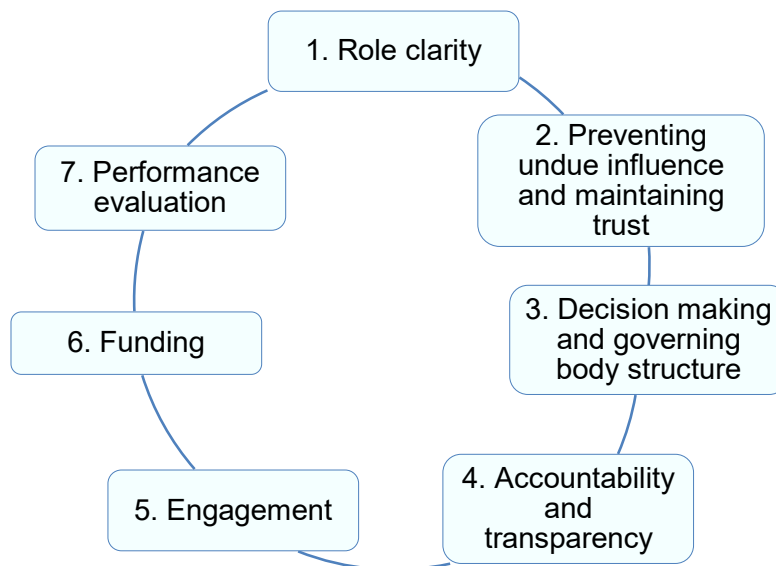 1. Role clarity
2. Preventing
undue influence
and maintaining
trust
3. Decision making
and governing
body structure
4. Accountability
and
transparency
5. Engagement
6. Funding
7. Performance
evaluation